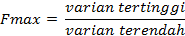 Fmax = varian tertinggi / varian terendah